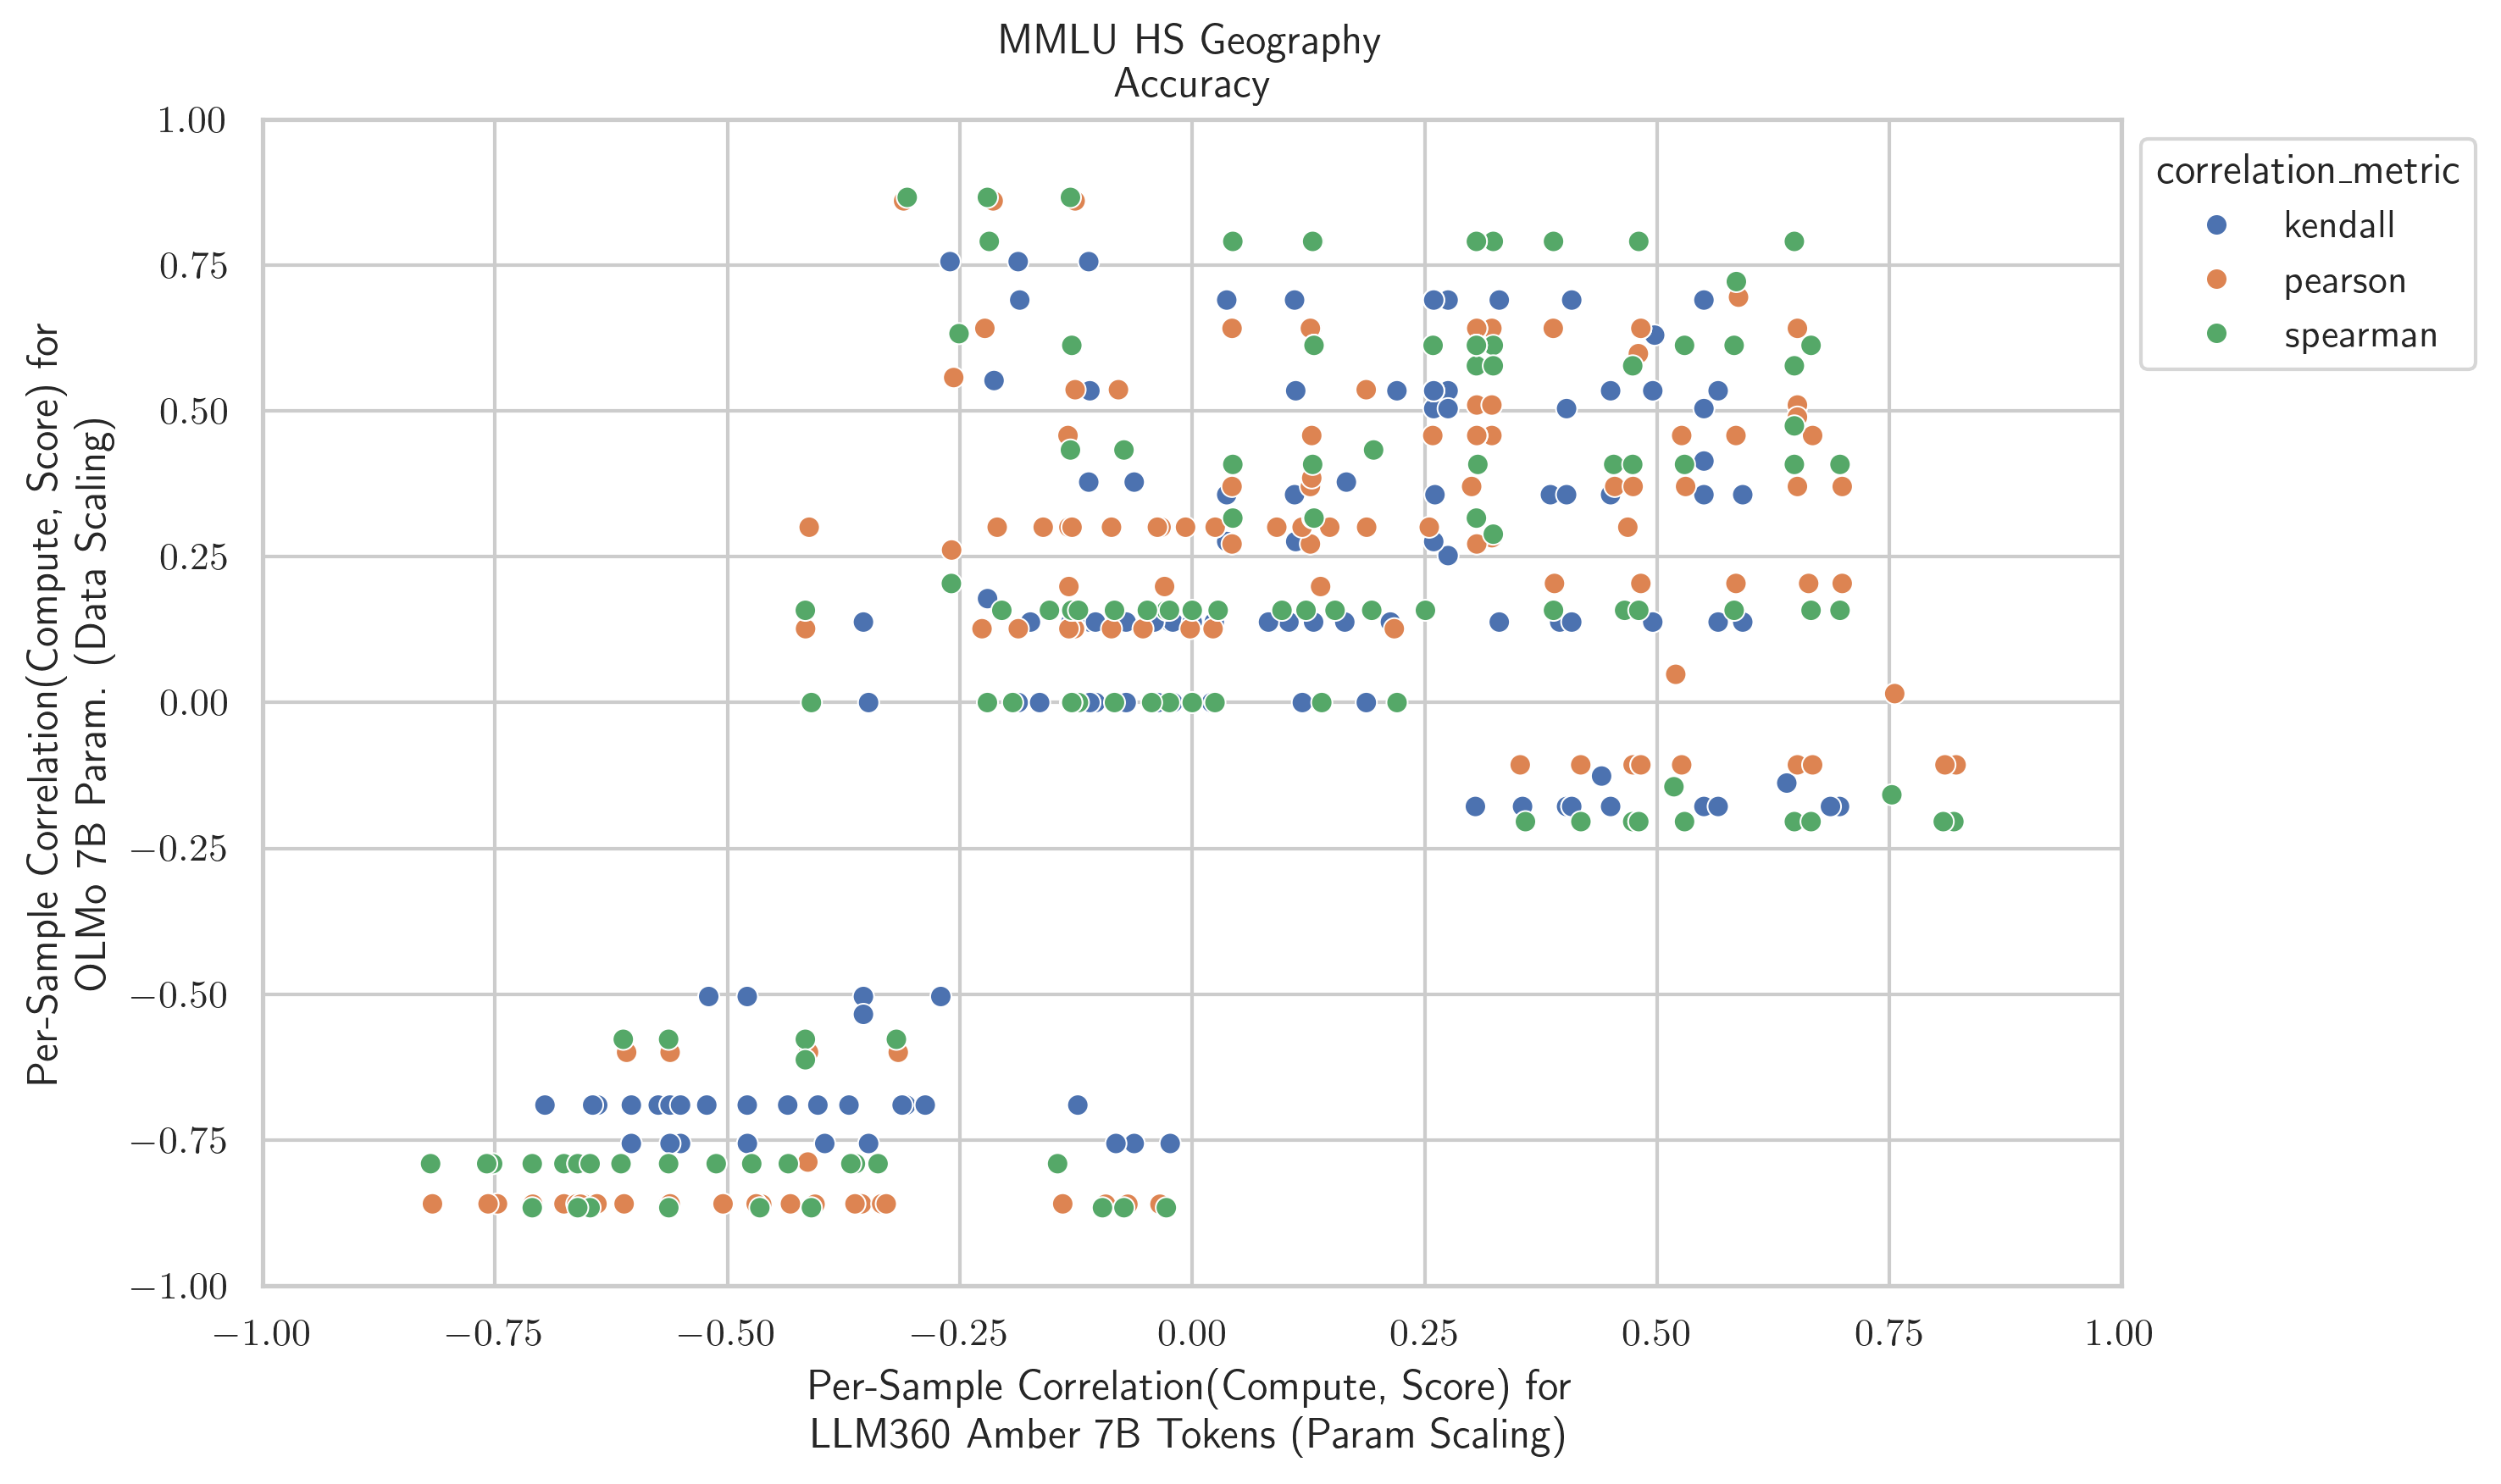 MMLU HS Geography
Accuracy
Per-Sample Correlation(Compute, Score) for
OLMo 7B Param. (Data Scaling)
1.00
0.75
0.50
0.25
0.00
−0.25
−0.50
−0.75
−1.00
−1.00
−0.75
−0.50
−0.25
0.00
0.25
0.50
0.75
1.00
Per-Sample Correlation(Compute, Score) for
LLM360 Amber 7B Tokens (Param Scaling)
correlation_metric
kendall
pearson
spearman